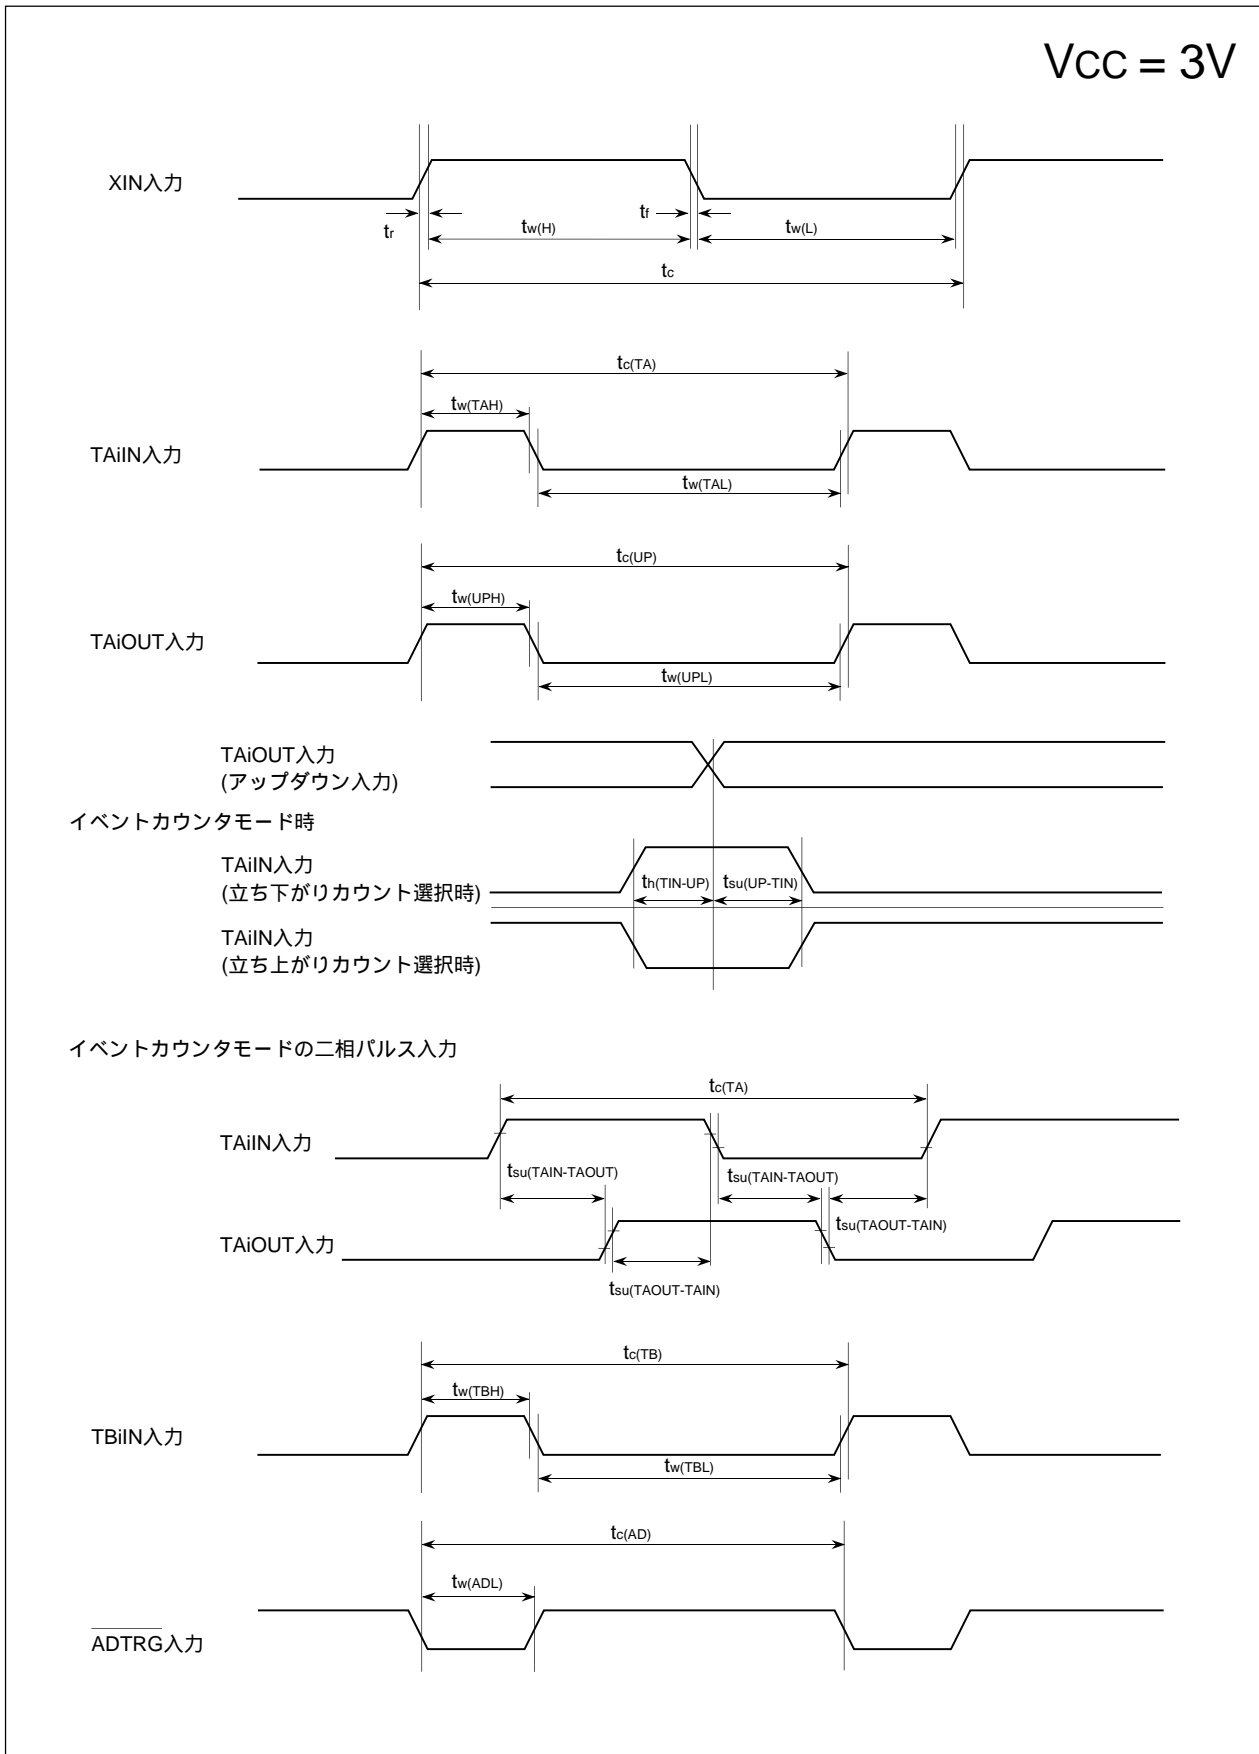 VCC = 3V
XIN入力
tr
tw(H)
tf
tw(L)
tc
tc(TA)
tw(TAH)
TAiIN入力
tw(TAL)
tc(UP)
tw(UPH)
TAiOUT入力
tw(UPL)
TAiOUT入力
(アップダウン入力)
イベントカウンタモード時
TAiIN入力
(立ち下がりカウント選択時)
th(TIN-UP)
tsu(UP-TIN)
TAiIN入力
(立ち上がりカウント選択時)
イベントカウンタモードの二相パルス入力
tc(TA)
TAiIN入力
tsu(TAIN-TAOUT)
tsu(TAIN-TAOUT)
tsu(TAOUT-TAIN)
TAiOUT入力
tsu(TAOUT-TAIN)
tc(TB)
tw(TBH)
TBiIN入力
tw(TBL)
tc(AD)
tw(ADL)
ADTRG入力